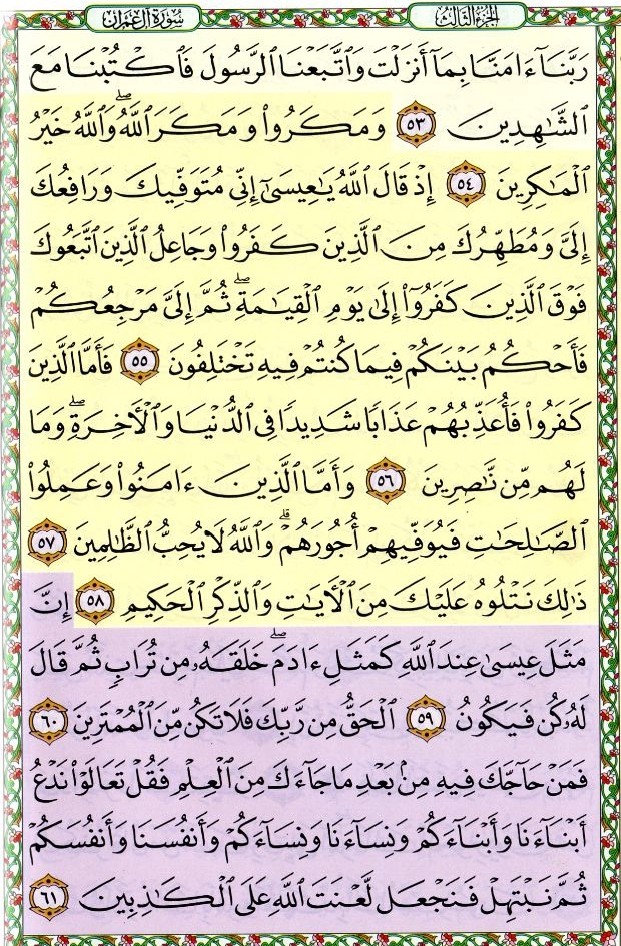 الجزء الثالث
سورة آل عمران
رَبَّنَآ ءَامَنَّا بِمَآ أَنزَلْتَ وَٱتَّبَعْنَا ٱلرَّسُولَ فَٱكْتُبْنَا مَعَ
ٱلشَّٰهِدِينَ ٥٣ وَمَكَرُوا۟ وَمَكَرَ ٱللَّهُ ۖ وَٱللَّهُ خَيْرُ
ٱلْمَٰكِرِينَ ٥٤ إِذْ قَالَ ٱللَّهُ يَٰعِيسَىٰٓ إِنِّى مُتَوَفِّيكَ وَرَافِعُكَ
إِلَىَّ وَمُطَهِّرُكَ مِنَ ٱلَّذِينَ كَفَرُوا۟ وَجَاعِلُ ٱلَّذِينَ ٱتَّبَعُوكَ
فَوْقَ ٱلَّذِينَ كَفَرُوٓا۟ إِلَىٰ يَوْمِ ٱلْقِيَٰمَةِ ۖ ثُمَّ إِلَىَّ مَرْجِعُكُمْ
فَأَحْكُمُ بَيْنَكُمْ فِيمَا كُنتُمْ فِيهِ تَخْتَلِفُونَ ٥٥ فَأَمَّا ٱلَّذِينَ
كَفَرُوا۟ فَأُعَذِّبُهُمْ عَذَابًا شَدِيدًا فِى ٱلدُّنْيَا وَٱلْءَاخِرَةِ ۖ وَمَا
لَهُم مِّن نَّٰصِرِينَ ٥٦ وَأَمَّا ٱلَّذِينَ ءَامَنُوا۟ وَعَمِلُوا۟
ٱلصَّٰلِحَٰتِ فَيُوَفِّيهِمْ أُجُورَهُمْ ۗ وَٱللَّهُ لَا يُحِبُّ ٱلظَّٰلِمِينَ ٥٧
ذَٰلِكَ نَتْلُوهُ عَلَيْكَ مِنَ ٱلْءَايَٰتِ وَٱلذِّكْرِ ٱلْحَكِيمِ ٥٨ إِنَّ
مَثَلَ عِيسَىٰ عِندَ ٱللَّهِ كَمَثَلِ ءَادَمَ ۖ خَلَقَهُۥ مِن تُرَابٍ ثُمَّ قَالَ
لَهُۥ كُن فَيَكُونُ ٥٩ ٱلْحَقُّ مِن رَّبِّكَ فَلَا تَكُن مِّنَ ٱلْمُمْتَرِينَ ٦٠
فَمَنْ حَآجَّكَ فِيهِ مِنۢ بَعْدِ مَا جَآءَكَ مِنَ ٱلْعِلْمِ فَقُلْ تَعَالَوْا۟ نَدْعُ
أَبْنَآءَنَا وَأَبْنَآءَكُمْ وَنِسَآءَنَا وَنِسَآءَكُمْ وَأَنفُسَنَا وَأَنفُسَكُمْ
ثُمَّ نَبْتَهِلْ فَنَجْعَل لَّعْنَتَ ٱللَّهِ عَلَى ٱلْكَٰذِبِينَ ٦١